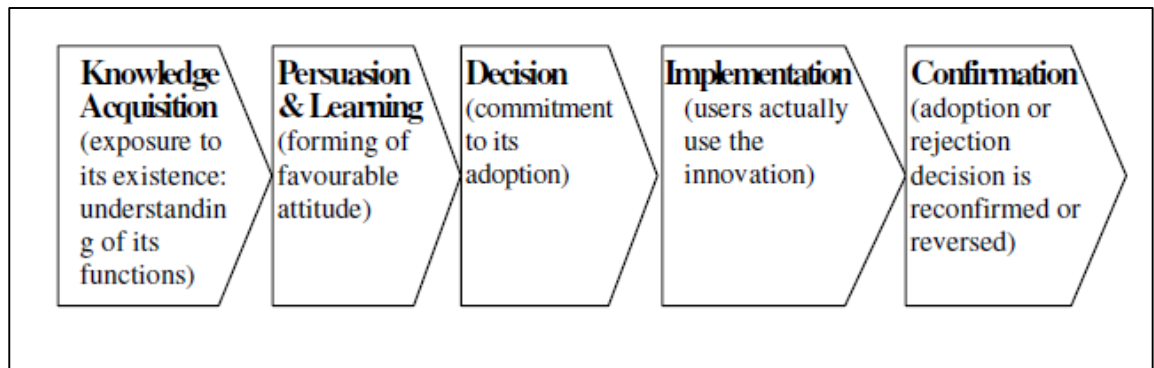 Knowledge
Acquisition
(exposure to
its existence:
understandin
g of its
functions)
Persuasion
& Learning
(forming of
favourable
attitude)
Decision
(commitment
to its
adoption)
Implementation
(users actually
use the
innovation)
Confirmation
(adoption or
rejection
decision is
reconfirmed or
reversed)